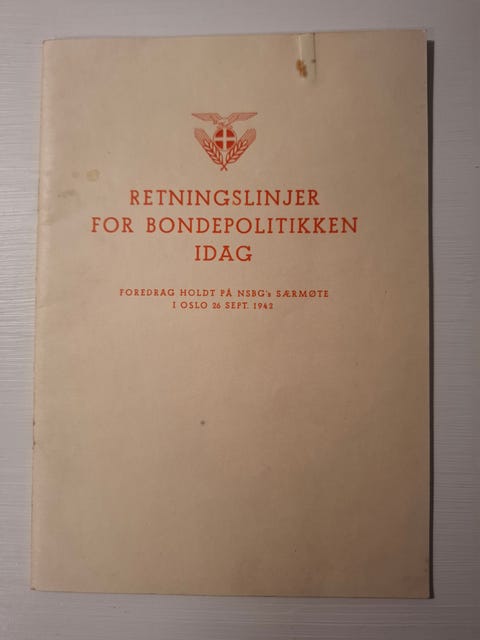 RETNINGSLINJER
FOR BONDEPOLITIKKEN
IDAG
FOREDRAG HOLDT PÅ NSBG's SÆRMØTE
I OSLO 26 SEPT. 1942